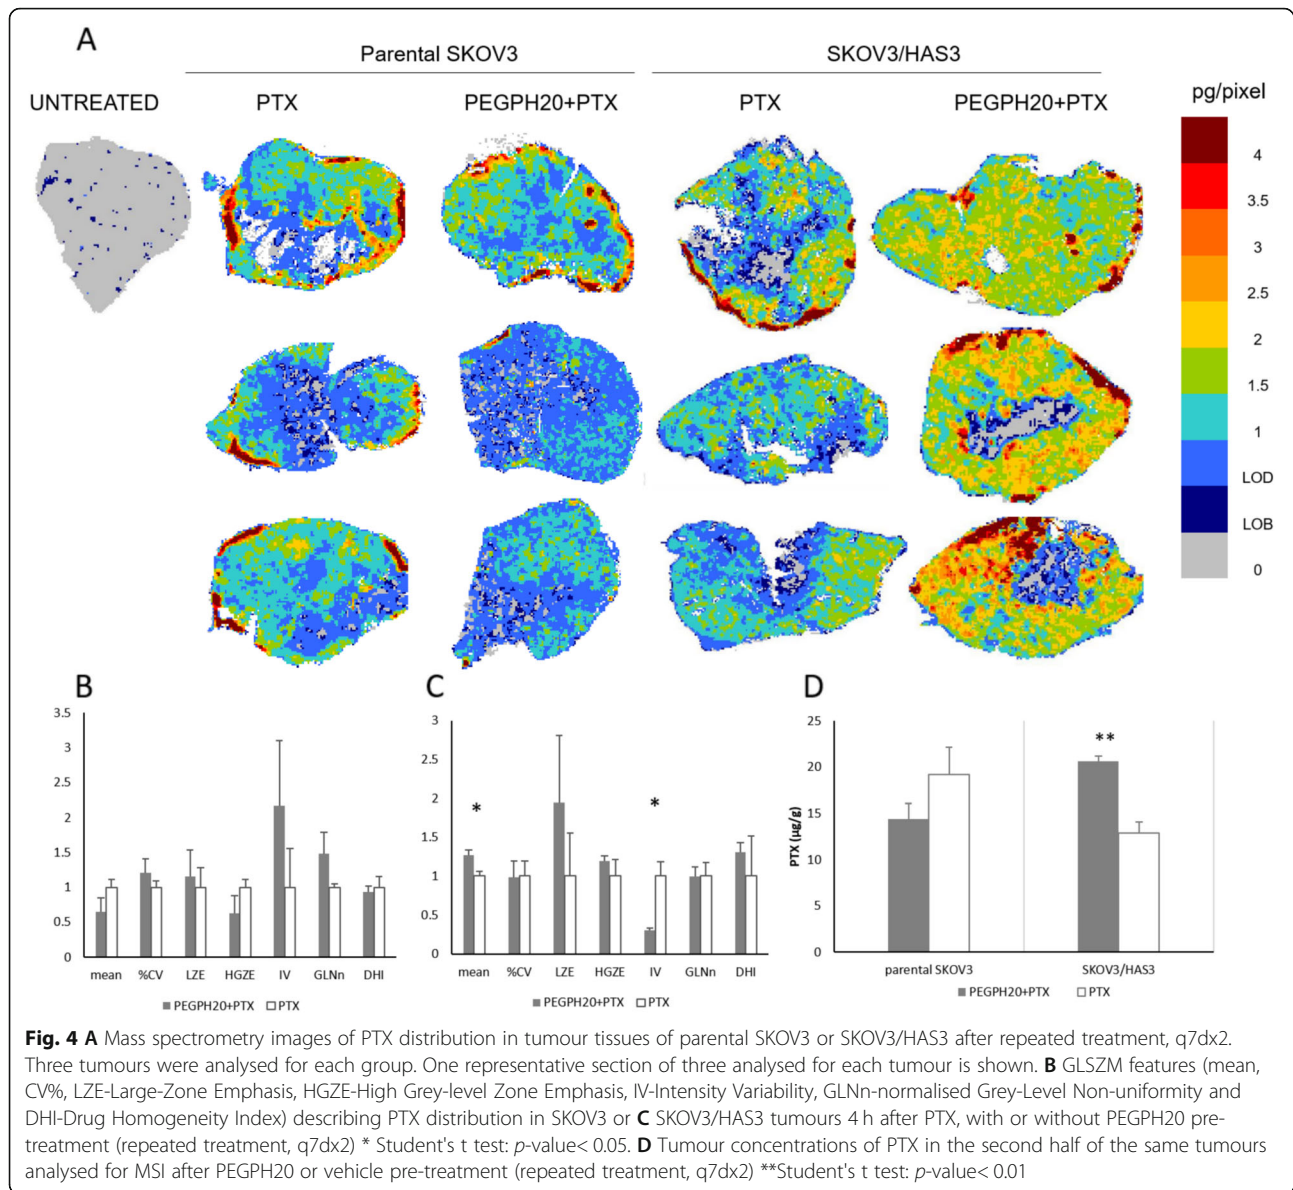 A
Parental SKOV3
SKOV3/HAS3
UNTREATED
PTX
PEGPH20+PTX
PTX
PEGPH20+PTX
pg/pixel
4
3.5
3
2.5
2
1.5
1
LOD
LOB
0
B
3.5
3
2.5
2
1.5
1
0.5
0
mean
%CV
LZE
HGZE
IV
GLNn
DHI
PEGPH20+PTX
PTX
C
3
2.5
2
1.5
1
0.5
0
*
*
mean
%CV
LZE
HGZE
IV
GLNn
DHI
PEGPH20+PTX
PTX
D
25
20
15
10
5
0
PTX (µg/g)
**
parental SKOV3
SKOV3/HAS3
PEGPH20+PTX
PTX
Fig. 4 A Mass spectrometry images of PTX distribution in tumour tissues of parental SKOV3 or SKOV3/HAS3 after repeated treatment, q7dx2.
Three tumours were analysed for each group. One representative section of three analysed for each tumour is shown. B GLSZM features (mean,
CV%, LZE-Large-Zone Emphasis, HGZE-High Grey-level Zone Emphasis, IV-Intensity Variability, GLNn-normalised Grey-Level Non-uniformity and
DHI-Drug Homogeneity Index) describing PTX distribution in SKOV3 or C SKOV3/HAS3 tumours 4 h after PTX, with or without PEGPH20 pre-
treatment (repeated treatment, q7dx2) * Student's t test: p-value< 0.05. D Tumour concentrations of PTX in the second half of the same tumours
analysed for MSI after PEGPH20 or vehicle pre-treatment (repeated treatment, q7dx2) **Student's t test: p-value< 0.01